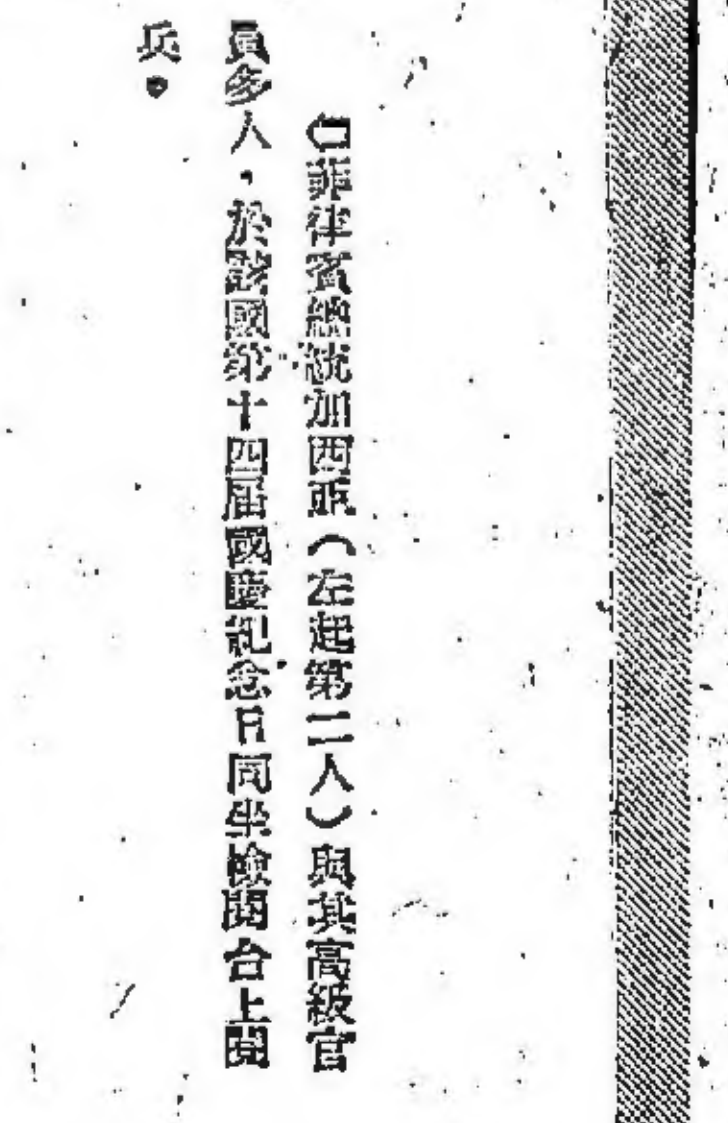 ⇦菲律賓總統加西亞（左起第二人）與其高級官
員多人，於該國第十四屆國慶紀念日同坐檢閱台上閱
兵。